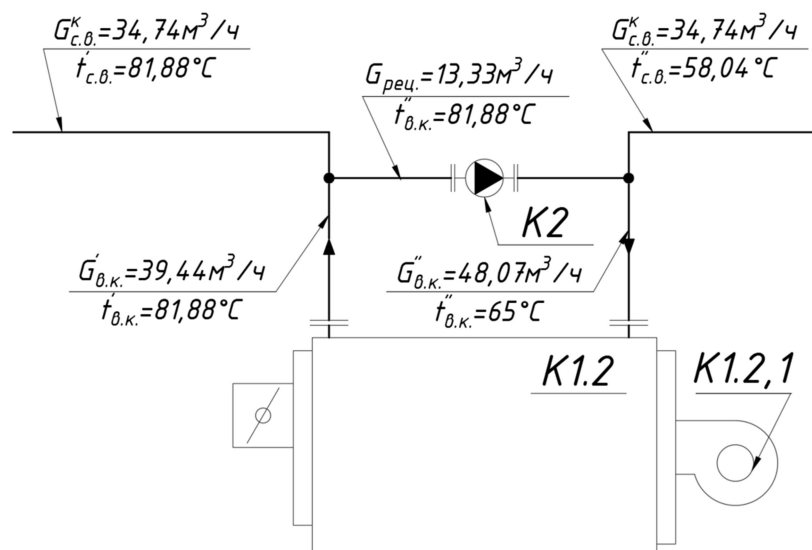 Gᴷс.в.=34,74м³/ч
t'с.в.=81,88°C
Gᴷс.в.=34,74м³/ч
t"с.в.=58,04°C
Gрец.=13,33м³/ч
t"в.к.=81,88°C
K2
G'в.к.=39,44м³/ч
t'в.к.=81,88°C
G"в.к.=48,07м³/ч
t"в.к.=65°C
K1.2
K1.2,1